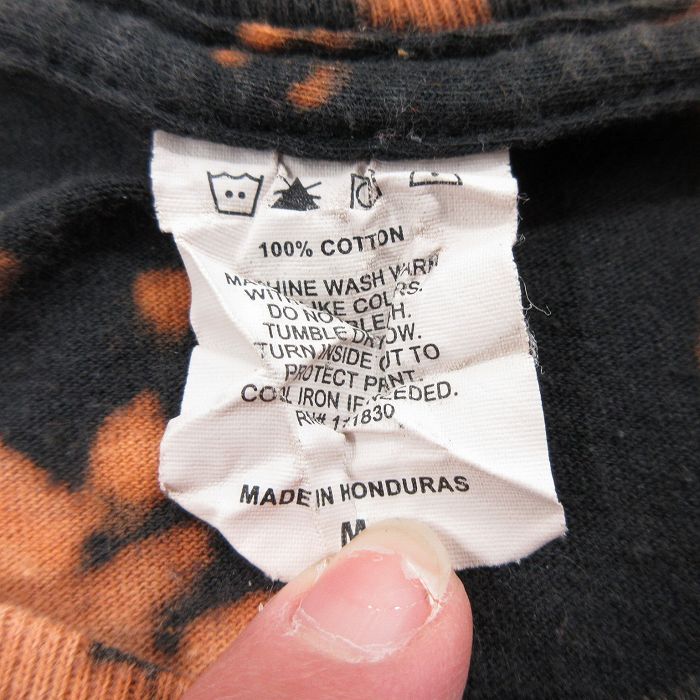 100% COTTON
MACHINE WASH WARM
WITH LIKE COLORS.
DO NOT BLEACH.
TUMBLE DRY LOW.
TURN INSIDE OUT TO
PROTECT PRINT.
COOL IRON IF NEEDED.
RN#
MADE IN HONDURAS
M